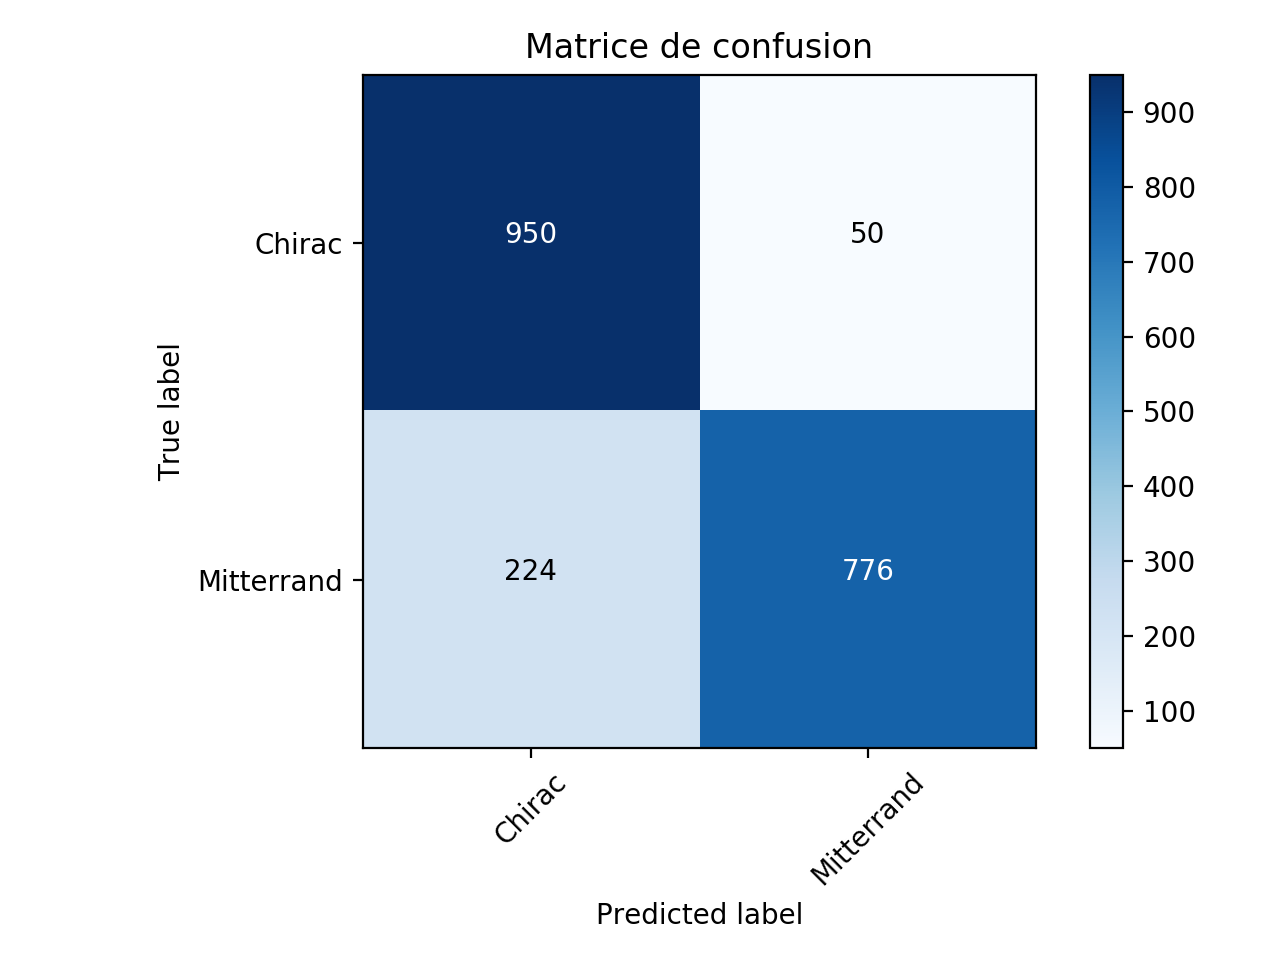 Matrice de confusion
True label
Chirac
950
50
Mitterrand
224
776
Chirac
Mitterrand
Predicted label
900
800
700
600
500
400
300
200
100